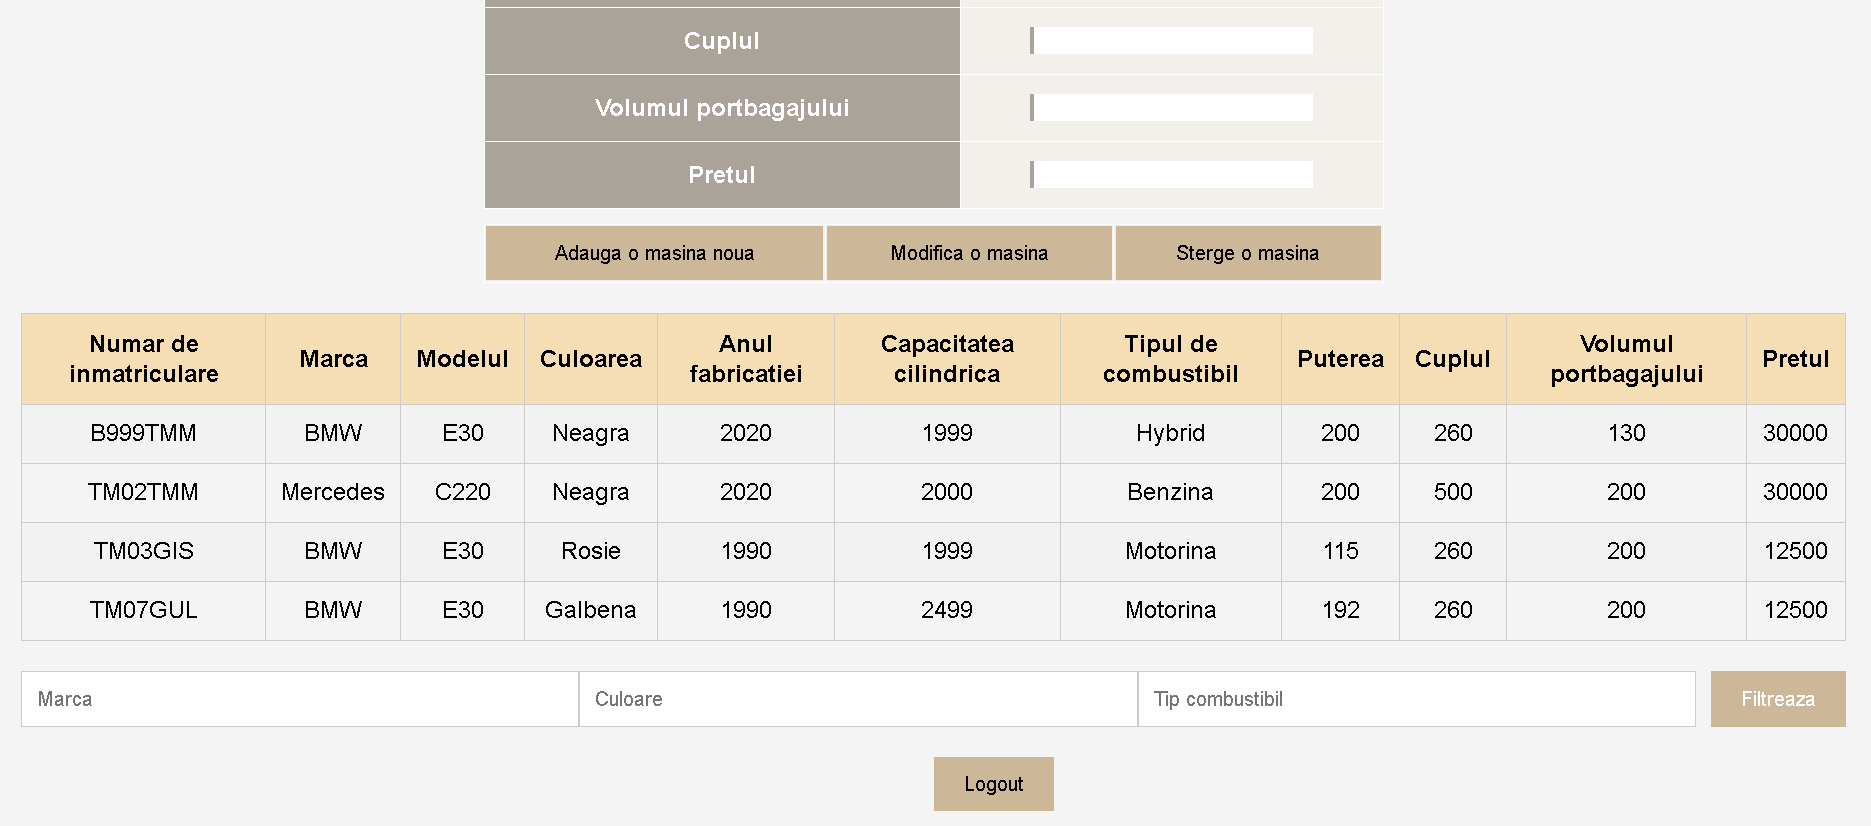 Cuplul
Volumul portbagajului
Pretul
Adauga o masina noua Modifica o masina Sterge o masina
Numar de inmatriculare Marca Modelul Culoarea Anul fabricatiei Capacitatea cilindrica Tipul de combustibil Puterea Cuplul Volumul portbagajului Pretul
B999TMM BMW E30 Neagra 2020 1999 Hybrid 200 260 130 30000
TM02TMM Mercedes C220 Neagra 2020 2000 Benzina 200 500 200 30000
TM03GIS BMW E30 Rosie 1990 1999 Motorina 115 260 200 12500
TM07GUL BMW E30 Galbena 1990 2499 Motorina 192 260 200 12500
Marca Culoare Tip combustibil Filtreaza
Logout